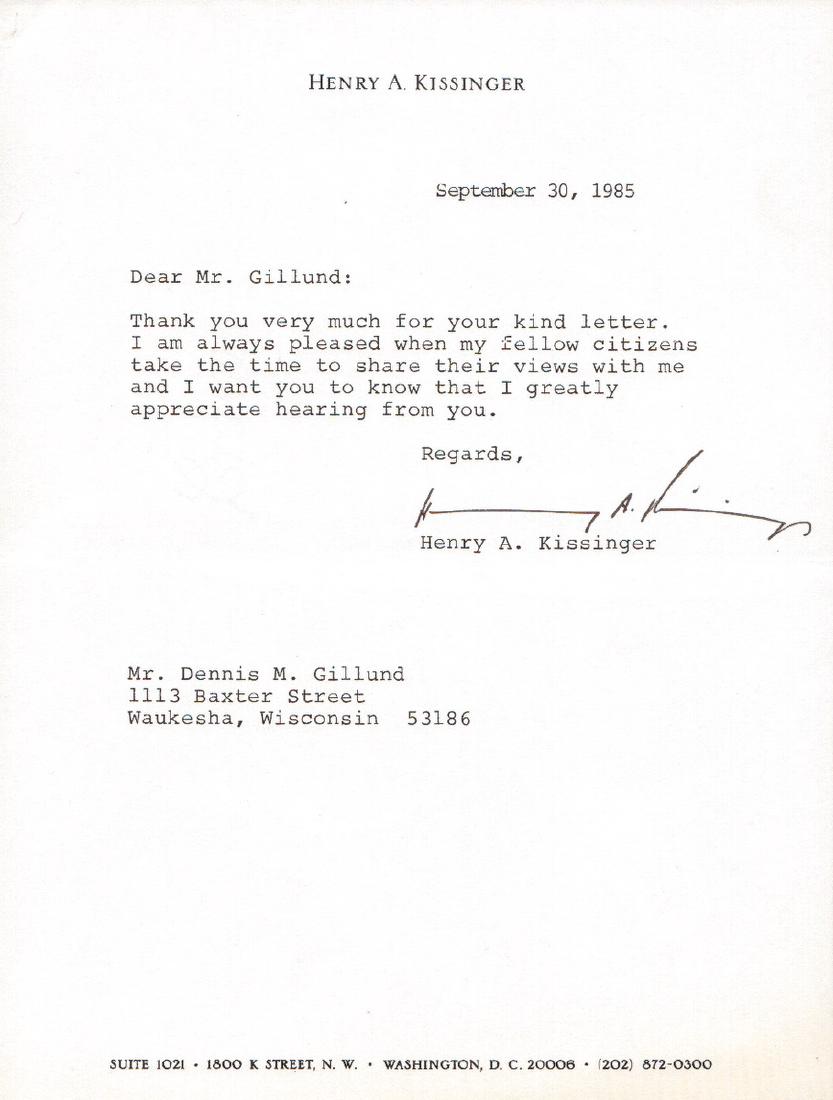 HENRY A. KISSINGER
September 30, 1985
Dear Mr. Gillund:
Thank you very much for your kind letter.
I am always pleased when my fellow citizens
take the time to share their views with me
and I want you to know that I greatly
appreciate hearing from you.
Regards,
Henry A. Kissinger
Henry A. Kissinger
Mr. Dennis M. Gillund
1113 Baxter Street
Waukesha, Wisconsin  53186
SUITE 1021 • 1800 K STREET, N. W. • WASHINGTON, D. C. 20006 • (202) 872-0300